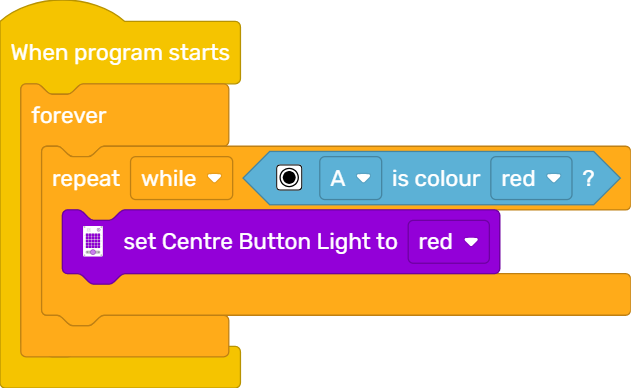 When program starts
forever
repeat while A is colour red ?
set Centre Button Light to red